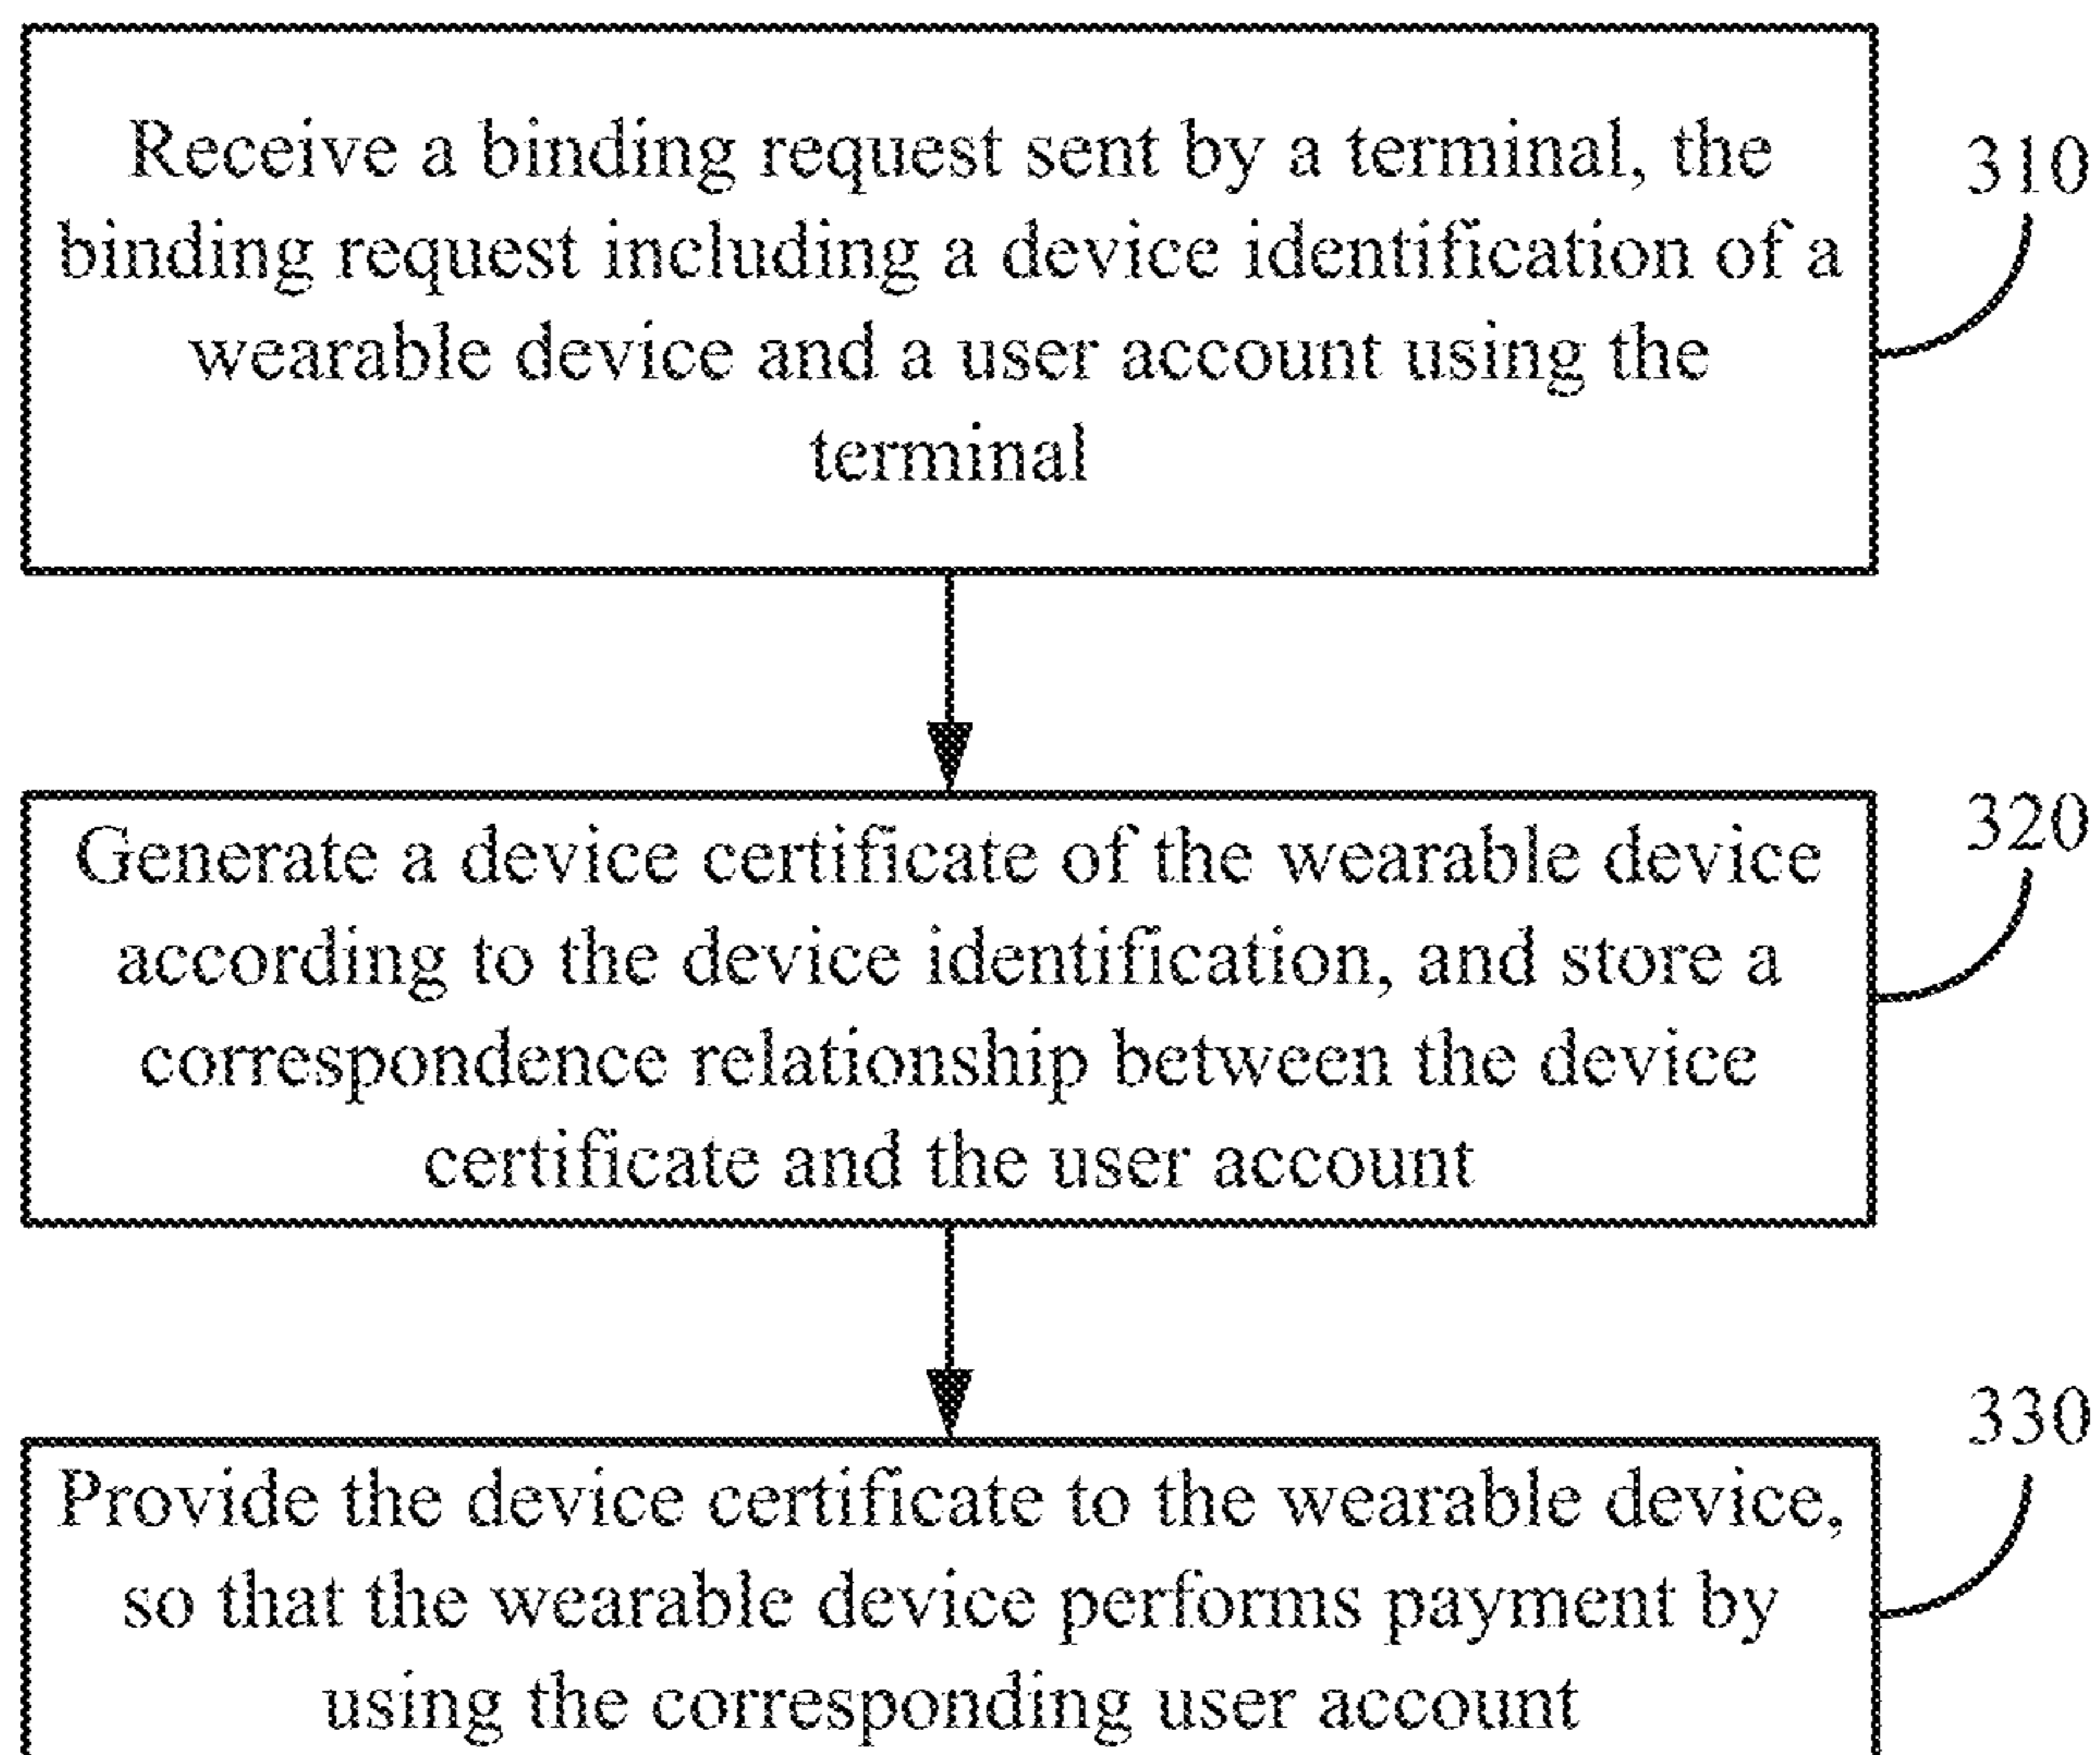 Receive a binding request sent by a terminal, the
binding request including a device identification of a
wearable device and a user account using the
terminal
310
Generate a device certificate of the wearable device
according to the device identification, and store a
correspondence relationship between the device
certificate and the user account
320
Provide the device certificate to the wearable device,
so that the wearable device performs payment by
using the corresponding user account
330